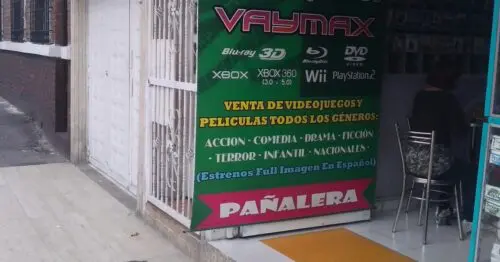 VAYMAX
Blu-ray 3D Blu-ray Disc DVD VIDEO
XBOX XBOX 360 Wii PlayStation 2
(3.0 - 5.0)
VENTA DE VIDEOJUEGOS Y
PELICULAS TODOS LOS GÉNEROS:
ACCION - COMEDIA - DRAMA - FICCIÓN
- TERROR - INFANTIL - NACIONALES -
(Estrenos Full Imagen En Español)
PAÑALERA